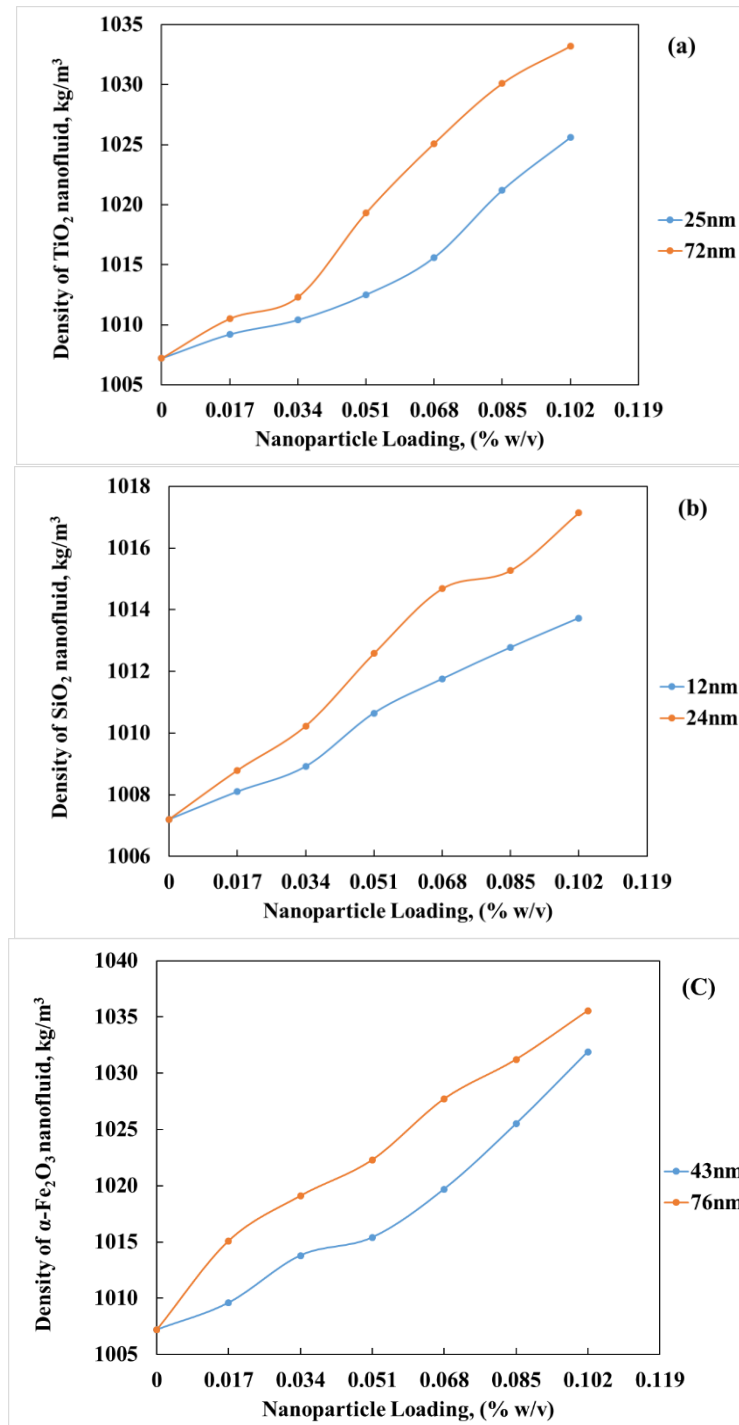 (a)
Density of TiO₂ nanofluid, kg/m³
1035
1030
1025
1020
1015
1010
1005
0 0.017 0.034 0.051 0.068 0.085 0.102 0.119
Nanoparticle Loading, (% w/v)
25nm
72nm
(b)
Density of SiO₂ nanofluid, kg/m³
1018
1016
1014
1012
1010
1008
1006
0 0.017 0.034 0.051 0.068 0.085 0.102 0.119
Nanoparticle Loading, (% w/v)
12nm
24nm
(C)
Density of α-Fe₂O₃ nanofluid, kg/m³
1040
1035
1030
1025
1020
1015
1010
1005
0 0.017 0.034 0.051 0.068 0.085 0.102 0.119
Nanoparticle Loading, (% w/v)
43nm
76nm